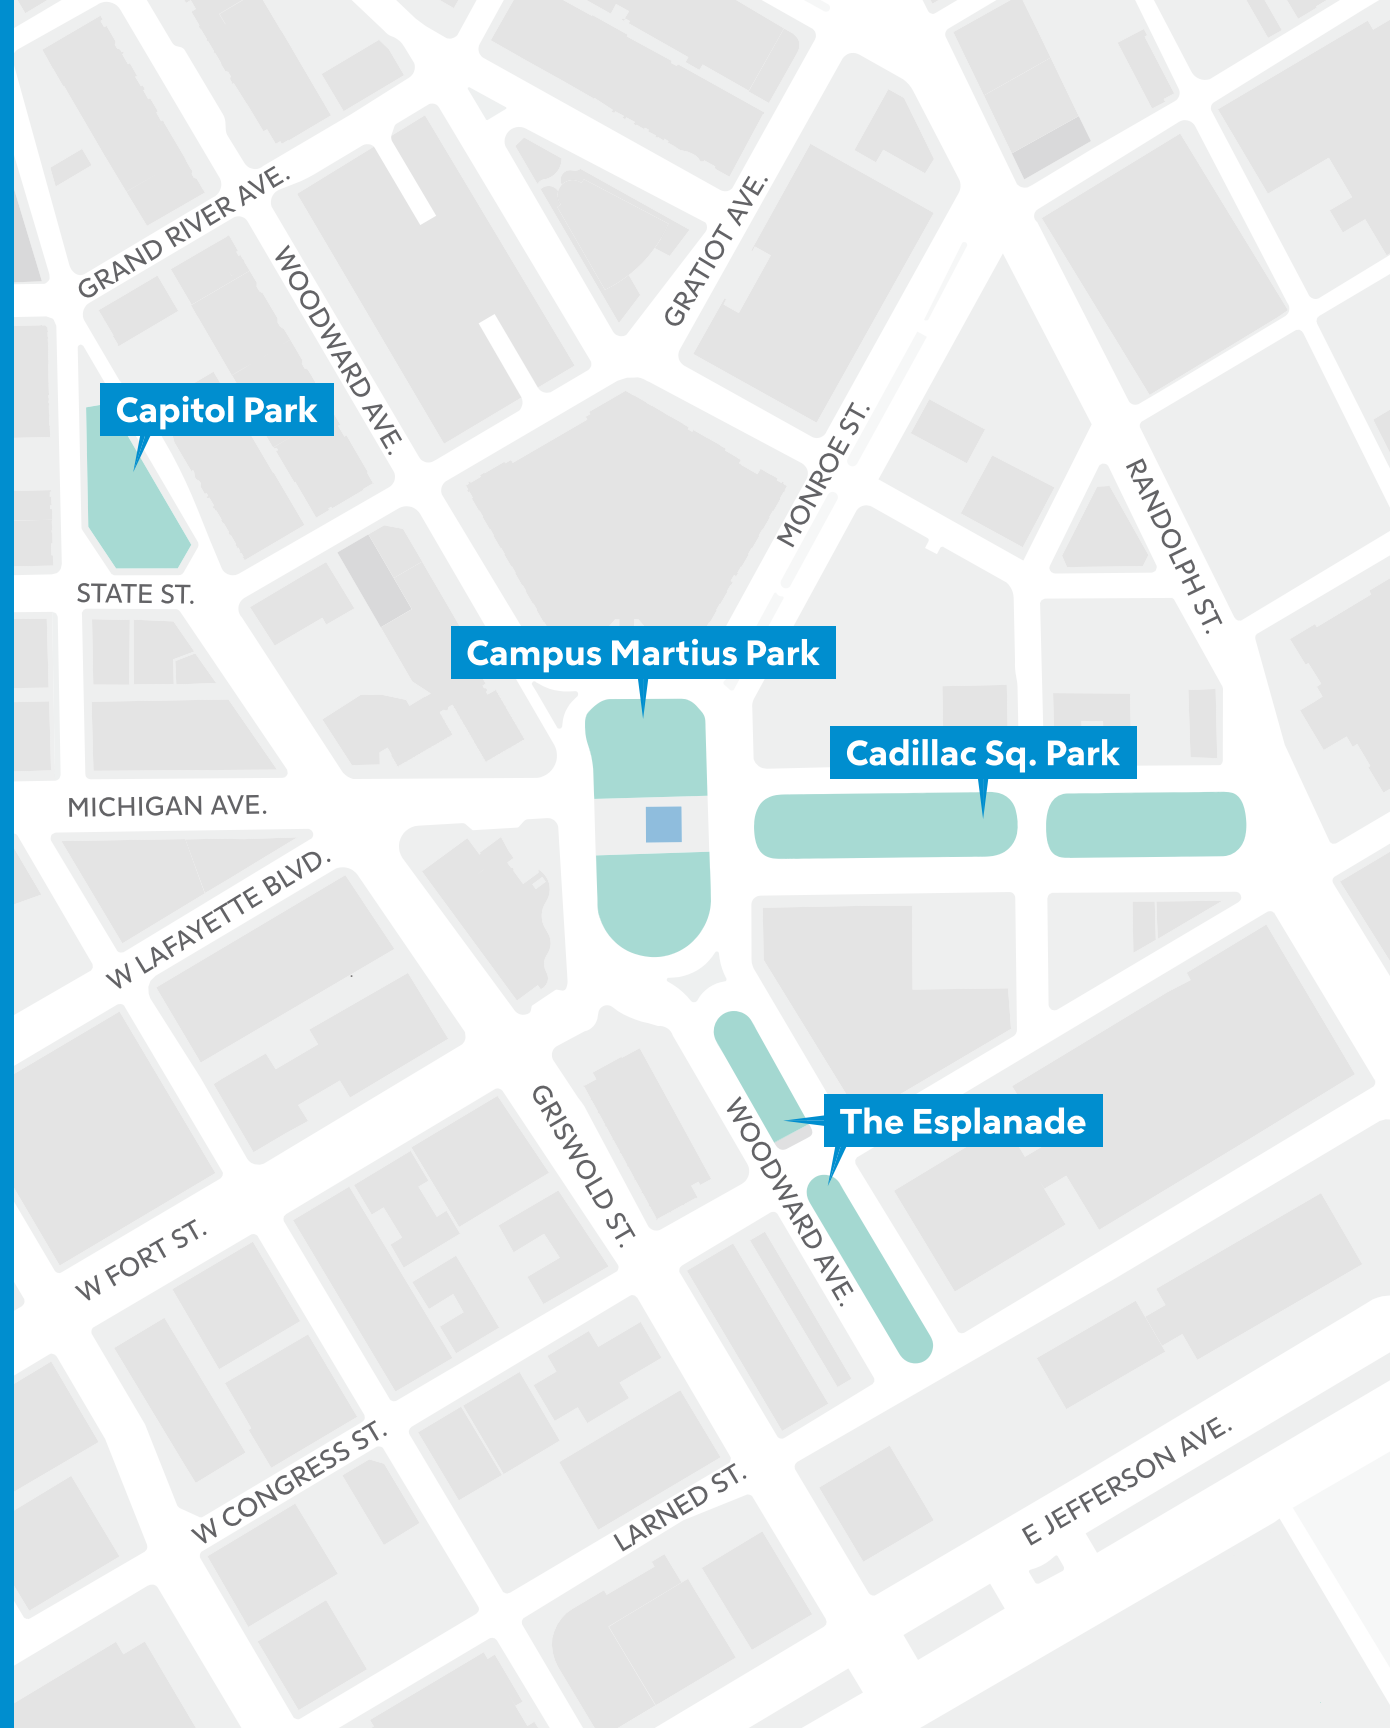 GRAND RIVER AVE.
WOODWARD AVE.
GRATIOT AVE.
Capitol Park
MONROE ST.
RANDOLPH ST.
STATE ST.
Campus Martius Park
Cadillac Sq. Park
MICHIGAN AVE.
W LAFAYETTE BLVD.
GRISWOLD ST.
WOODWARD AVE.
The Esplanade
W FORT ST.
W CONGRESS ST.
LARNED ST.
E JEFFERSON AVE.